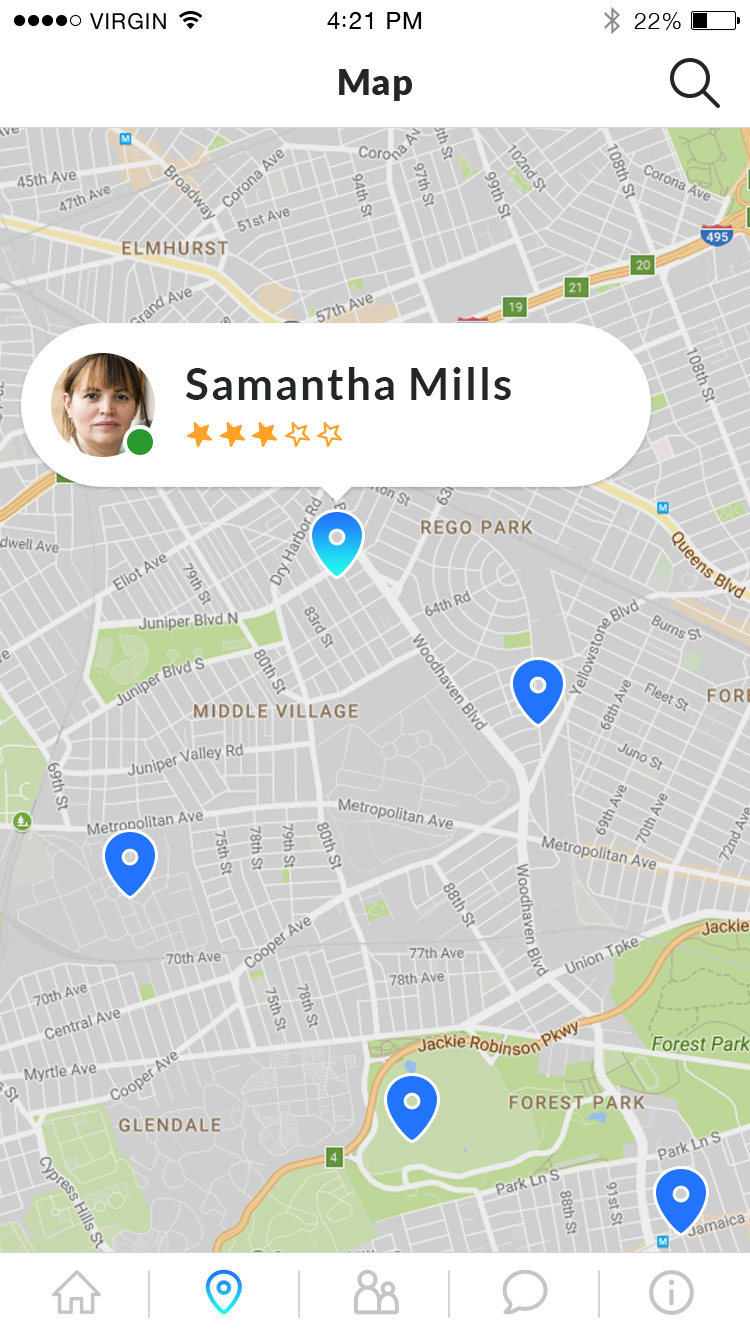 VIRGIN
4:21 PM
22%
Map
M
Corona Ave
45th Ave
47th Ave
Broadway
Corona Ave
94th St
97th St
99th St
102nd St
108th St
Corona Ave
51st Ave
ELMHURST
495
20
21
19
Grand Ave
57th Ave
108th St
Samantha Mills
M
Dry Harbor Rd
63
REGO PARK
Queens Blvd
dwell Ave
Eliot Ave
79th St
64th Rd
Juniper Blvd N
83rd St
Woodhaven Blvd
Yellowstone Blvd
Burns St
Juniper Blvd S
80th St
68th Ave
Fleet St
MIDDLE VILLAGE
FOR
Juniper Valley Rd
Juno St
69th St
Metropolitan Ave
Metropolitan Ave
69th Ave
70th Ave
72nd Ave
75th St
78th St
79th St
80th St
Metropolitan Ave
88th St
Woodhaven Blvd
Cooper Ave
Jackie
70th Ave
77th Ave
78th Ave
Union Tpke
70th Ave
75th St
78th St
Central Ave
Jackie Robinson Pkwy
Forest Park
Myrtle Ave
Cooper Ave
FOREST PARK
GLENDALE
4
Park Ln S
Cypress Hills St
Park Ln S
88th St
91st St
Jamaica
M